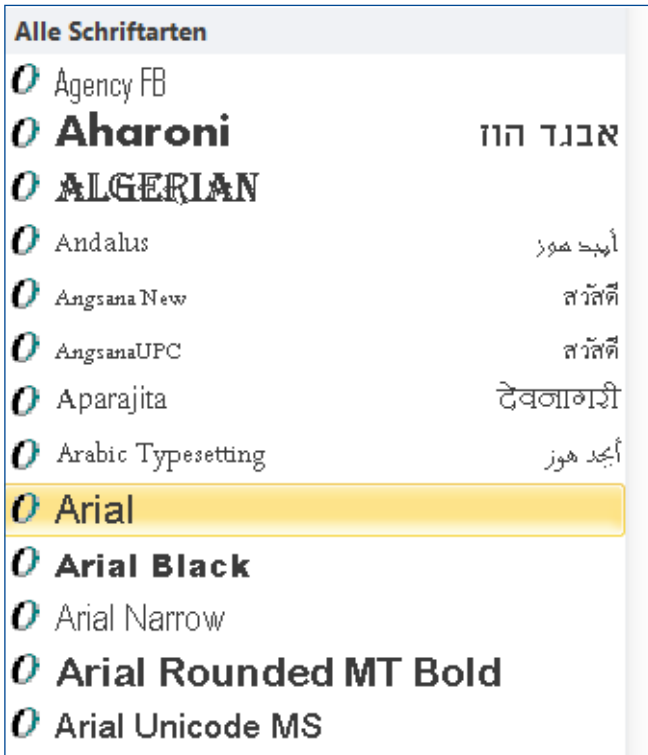 Alle Schriftarten
Agency FB
Aharoni אבגד הוז
ALGERIAN
Andalus أبجد هوز
Angsana New สวัสดี
AngsanaUPC สวัสดี
Aparajita देवनागरी
Arabic Typesetting أبجد هوز
Arial
Arial Black
Arial Narrow
Arial Rounded MT Bold
Arial Unicode MS